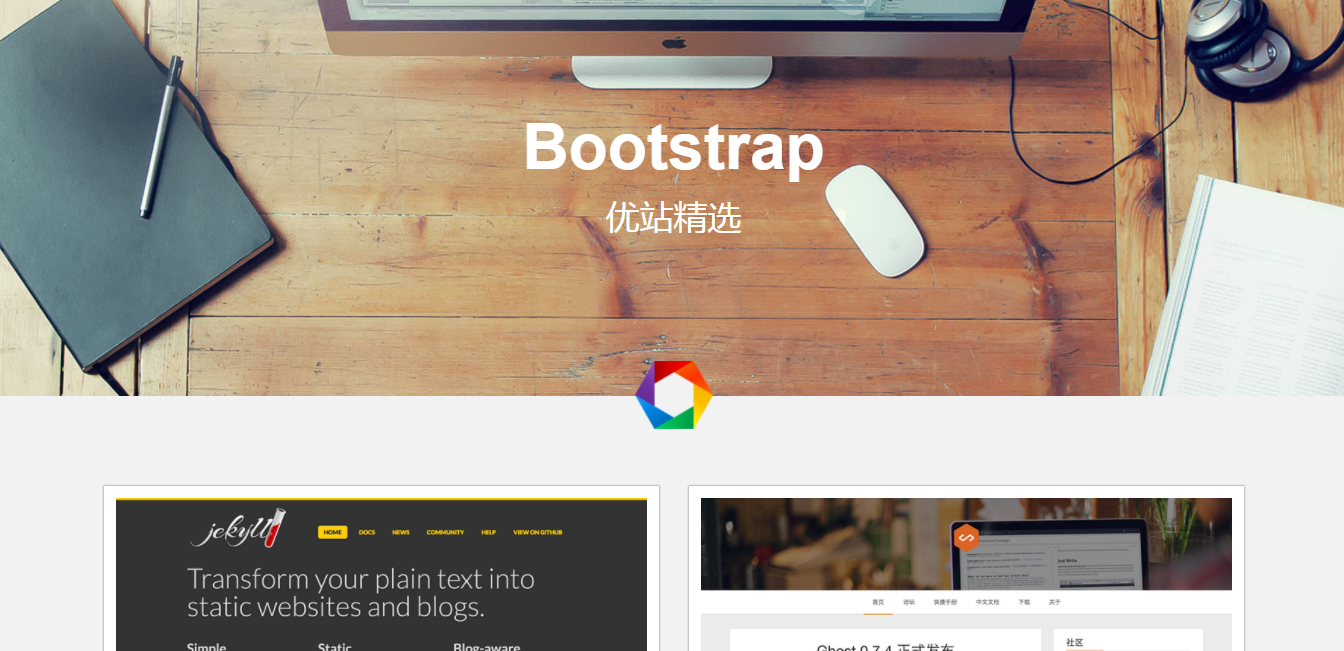 Bootstrap
优站精选
jekyll
HOME DOCS NEWS COMMUNITY HELP VIEW ON GITHUB
Transform your plain text into
static websites and blogs.
Simple Static Blog-aware
首页 论坛 快捷手册 中文文档 下载 关于
Ghost 0.7.4 正式发布
社区